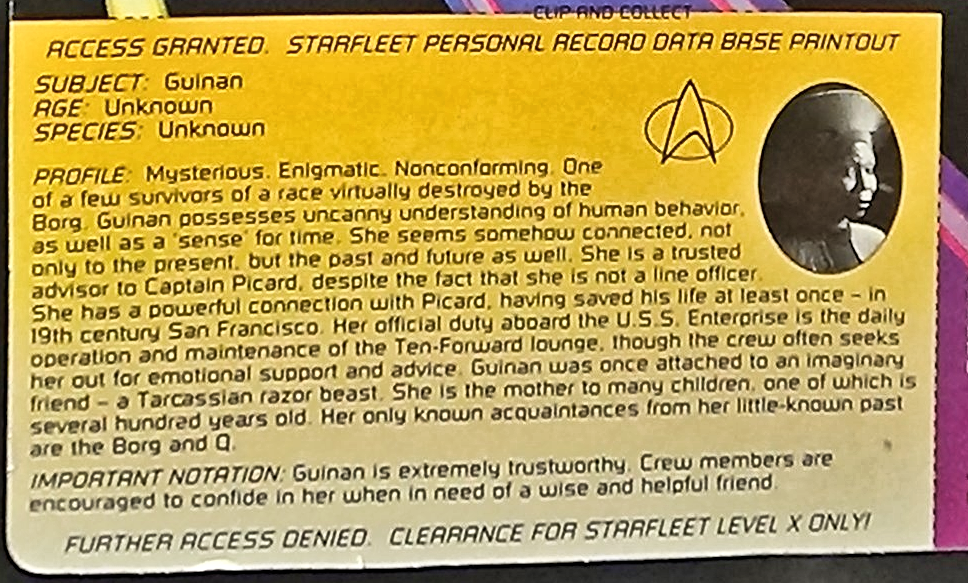 CLIP AND COLLECT
ACCESS GRANTED. STARFLEET PERSONAL RECORD DATA BASE PRINTOUT
SUBJECT: Guinan
AGE: Unknown
SPECIES: Unknown
PROFILE: Mysterious. Enigmatic. Nonconforming. One
of a few survivors of a race virtually destroyed by the
Borg, Guinan possesses uncanny understanding of human behavior,
as well as a 'sense' for time. She seems somehow connected, not
only to the present, but the past and future as well. She is a trusted
advisor to Captain Picard, despite the fact that she is not a line officer.
She has a powerful connection with Picard, having saved his life at least once – in
19th century San Francisco. Her official duty aboard the U.S.S. Enterprise is the daily
operation and maintenance of the Ten-Forward lounge, though the crew often seeks
her out for emotional support and advice. Guinan was once attached to an imaginary
friend – a Tarcassian razor beast. She is the mother to many children, one of which is
several hundred years old. Her only known acquaintances from her little-known past
are the Borg and Q.
IMPORTANT NOTATION: Guinan is extremely trustworthy. Crew members are
encouraged to confide in her when in need of a wise and helpful friend.
FURTHER ACCESS DENIED. CLEARANCE FOR STARFLEET LEVEL X ONLY!